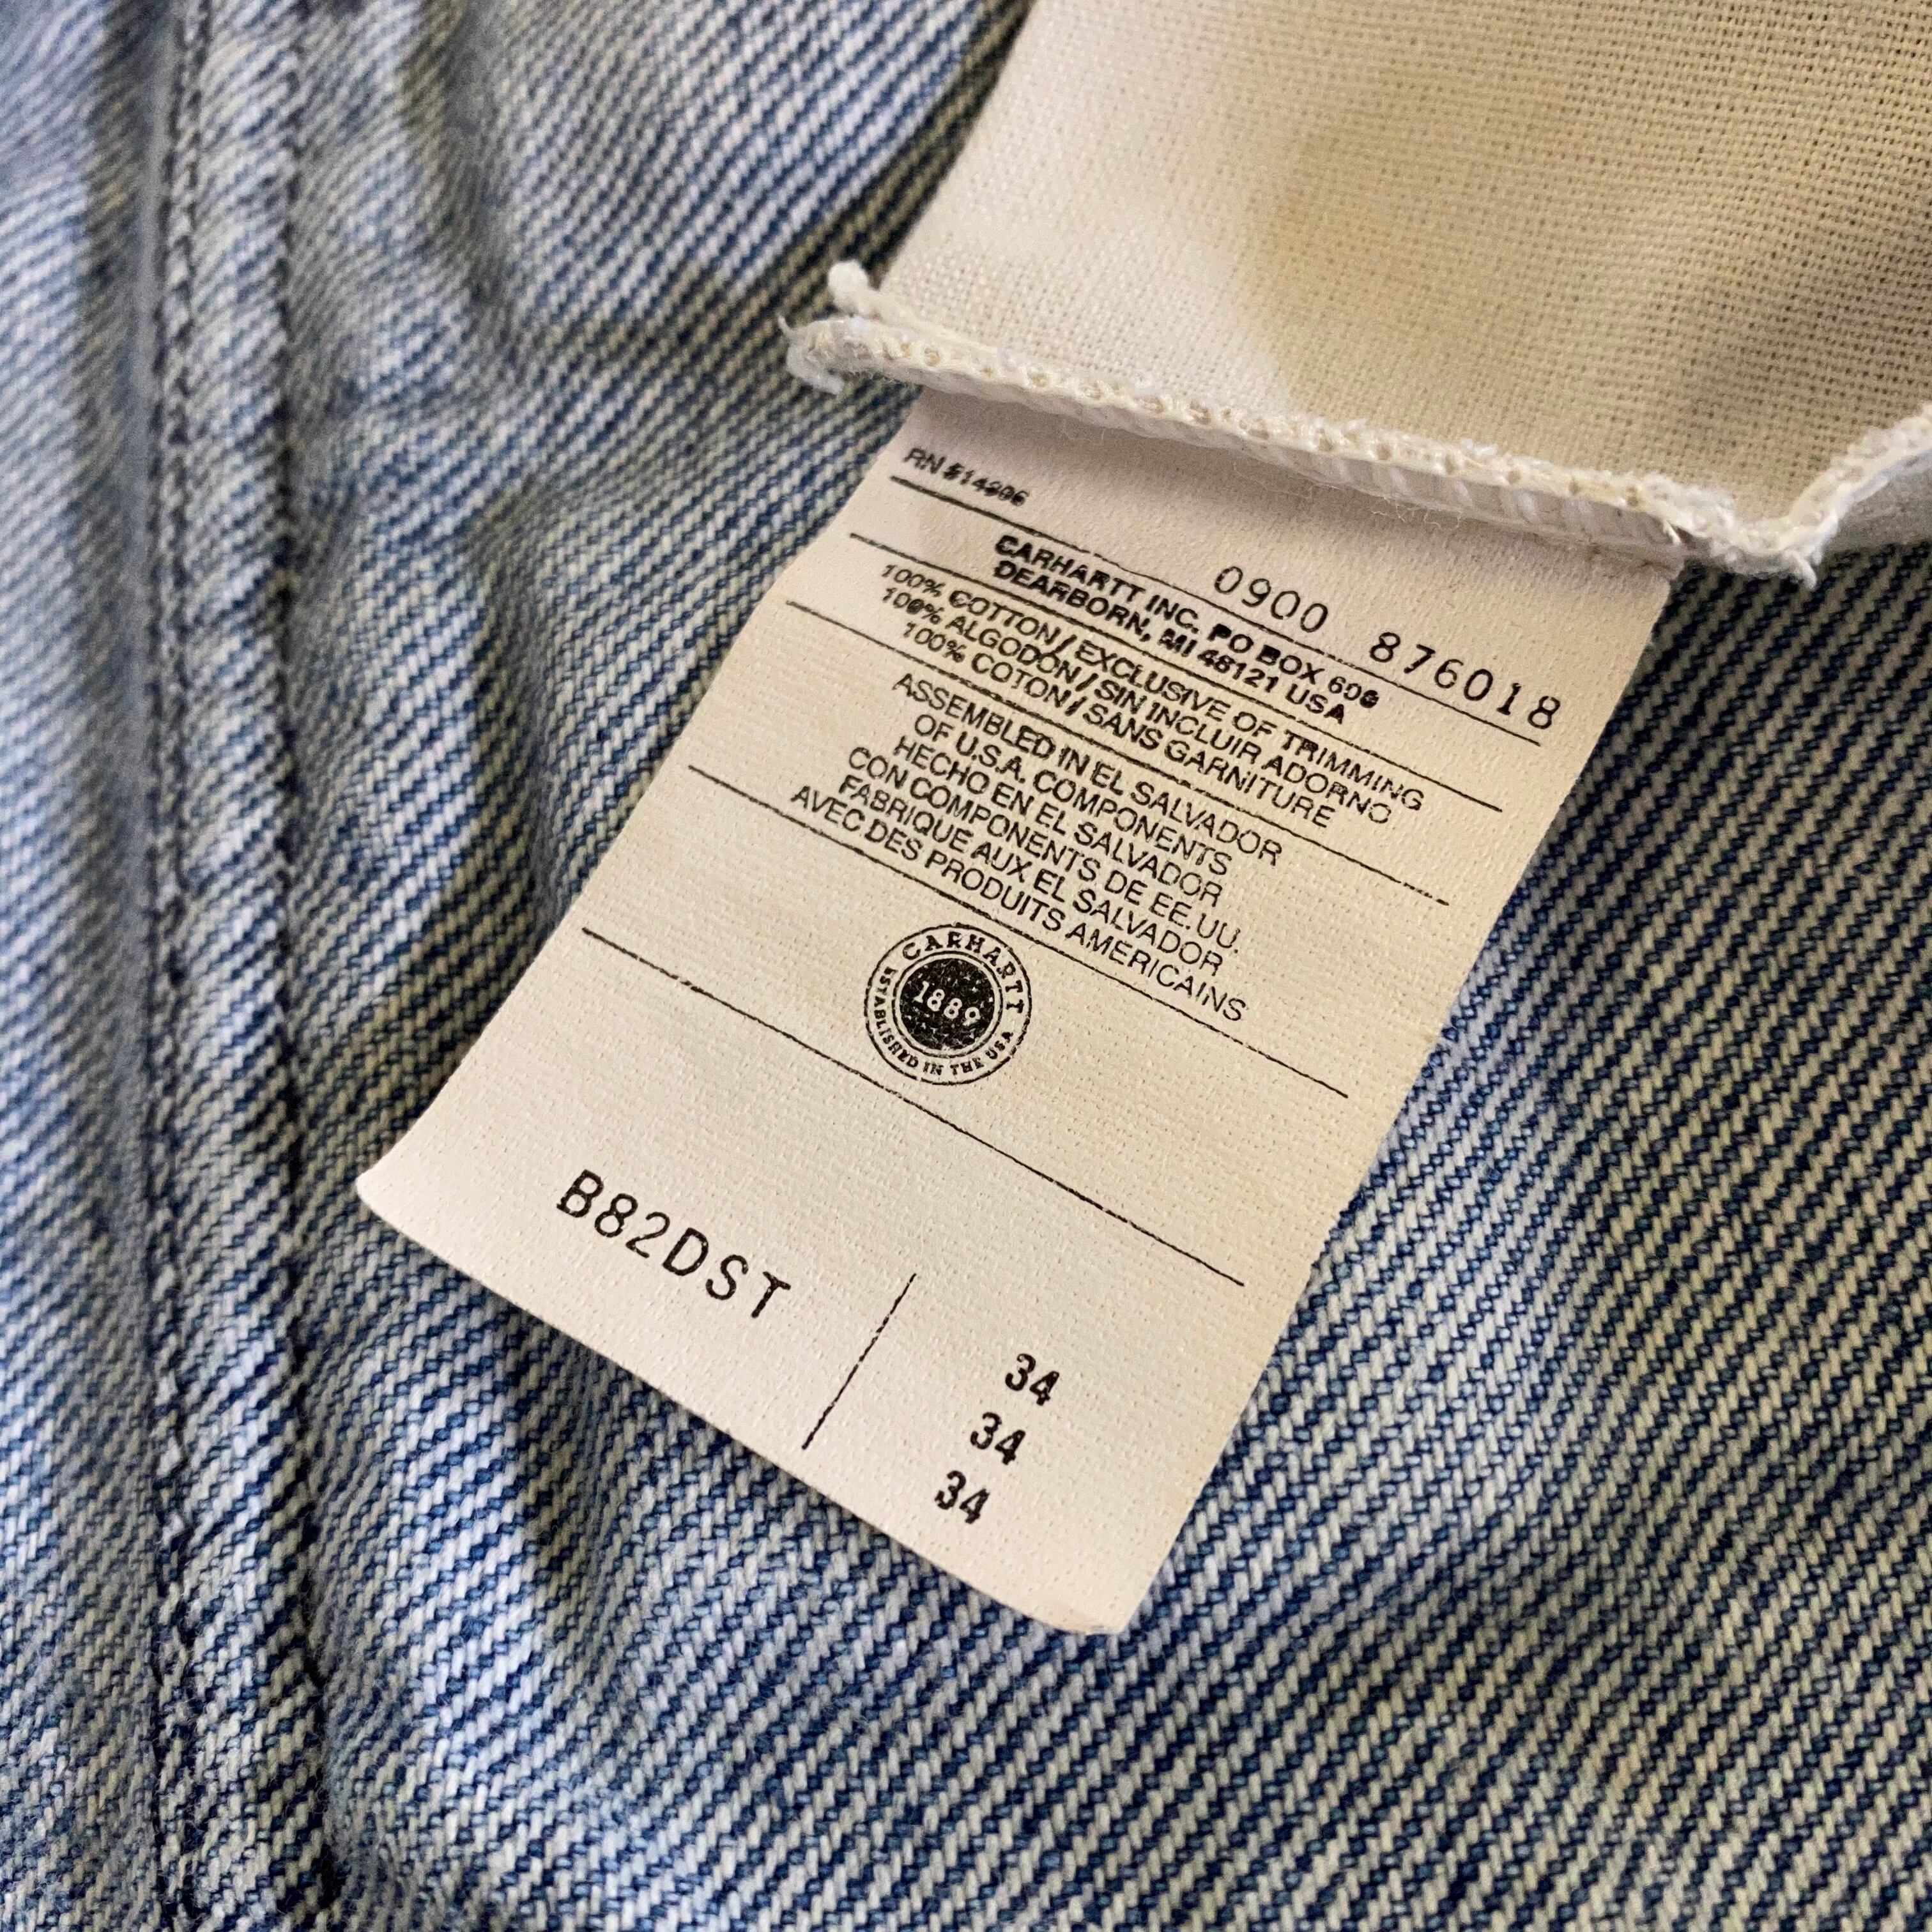 RN #14806
0900 876018
CARHARTT INC. PO BOX 600
DEARBORN, MI 48121 USA
100% COTTON / EXCLUSIVE OF TRIMMING
100% ALGODON / SIN INCLUIR ADORNO
100% COTON / SANS GARNITURE
ASSEMBLED IN EL SALVADOR
OF U.S.A. COMPONENTS
HECHO EN EL SALVADOR
CON COMPONENTS DE EE.UU.
FABRIQUE AUX EL SALVADOR
AVEC DES PRODUITS AMERICAINS
CARHARTT
1889
ESTABLISHED IN THE USA
B82DST
34
34
34